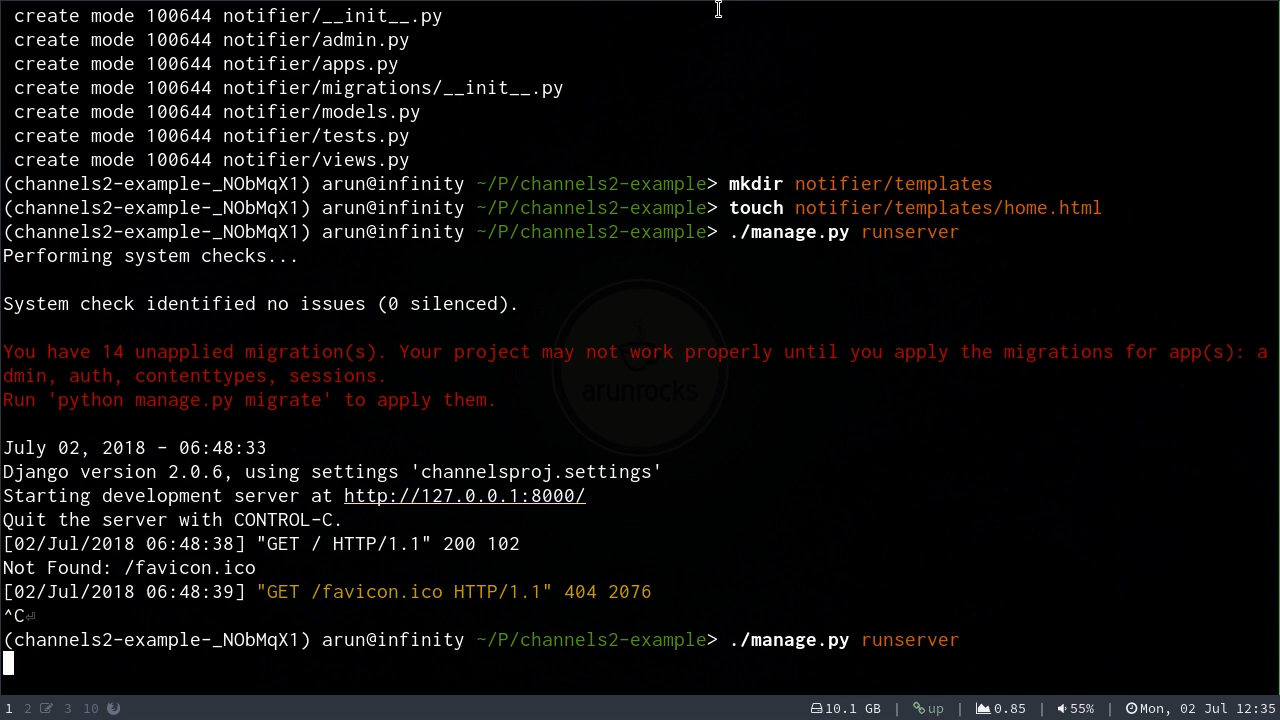 create mode 100644 notifier/__init__.py
create mode 100644 notifier/admin.py
create mode 100644 notifier/apps.py
create mode 100644 notifier/migrations/__init__.py
create mode 100644 notifier/models.py
create mode 100644 notifier/tests.py
create mode 100644 notifier/views.py
(channels2-example-_NObMqX1) arun@infinity ~/P/channels2-example> mkdir notifier/templates
(channels2-example-_NObMqX1) arun@infinity ~/P/channels2-example> touch notifier/templates/home.html
(channels2-example-_NObMqX1) arun@infinity ~/P/channels2-example> ./manage.py runserver
Performing system checks...
System check identified no issues (0 silenced).
You have 14 unapplied migration(s). Your project may not work properly until you apply the migrations for app(s): a
dmin, auth, contenttypes, sessions.
Run 'python manage.py migrate' to apply them.
arunrocks
July 02, 2018 - 06:48:33
Django version 2.0.6, using settings 'channelsproj.settings'
Starting development server at http://127.0.0.1:8000/
Quit the server with CONTROL-C.
[02/Jul/2018 06:48:38] "GET / HTTP/1.1" 200 102
Not Found: /favicon.ico
[02/Jul/2018 06:48:39] "GET /favicon.ico HTTP/1.1" 404 2076
^C⏎
(channels2-example-_NObMqX1) arun@infinity ~/P/channels2-example> ./manage.py runserver
1 2 3 10 10.1 GB | up | 0.85 | 55% | Mon, 02 Jul 12:35